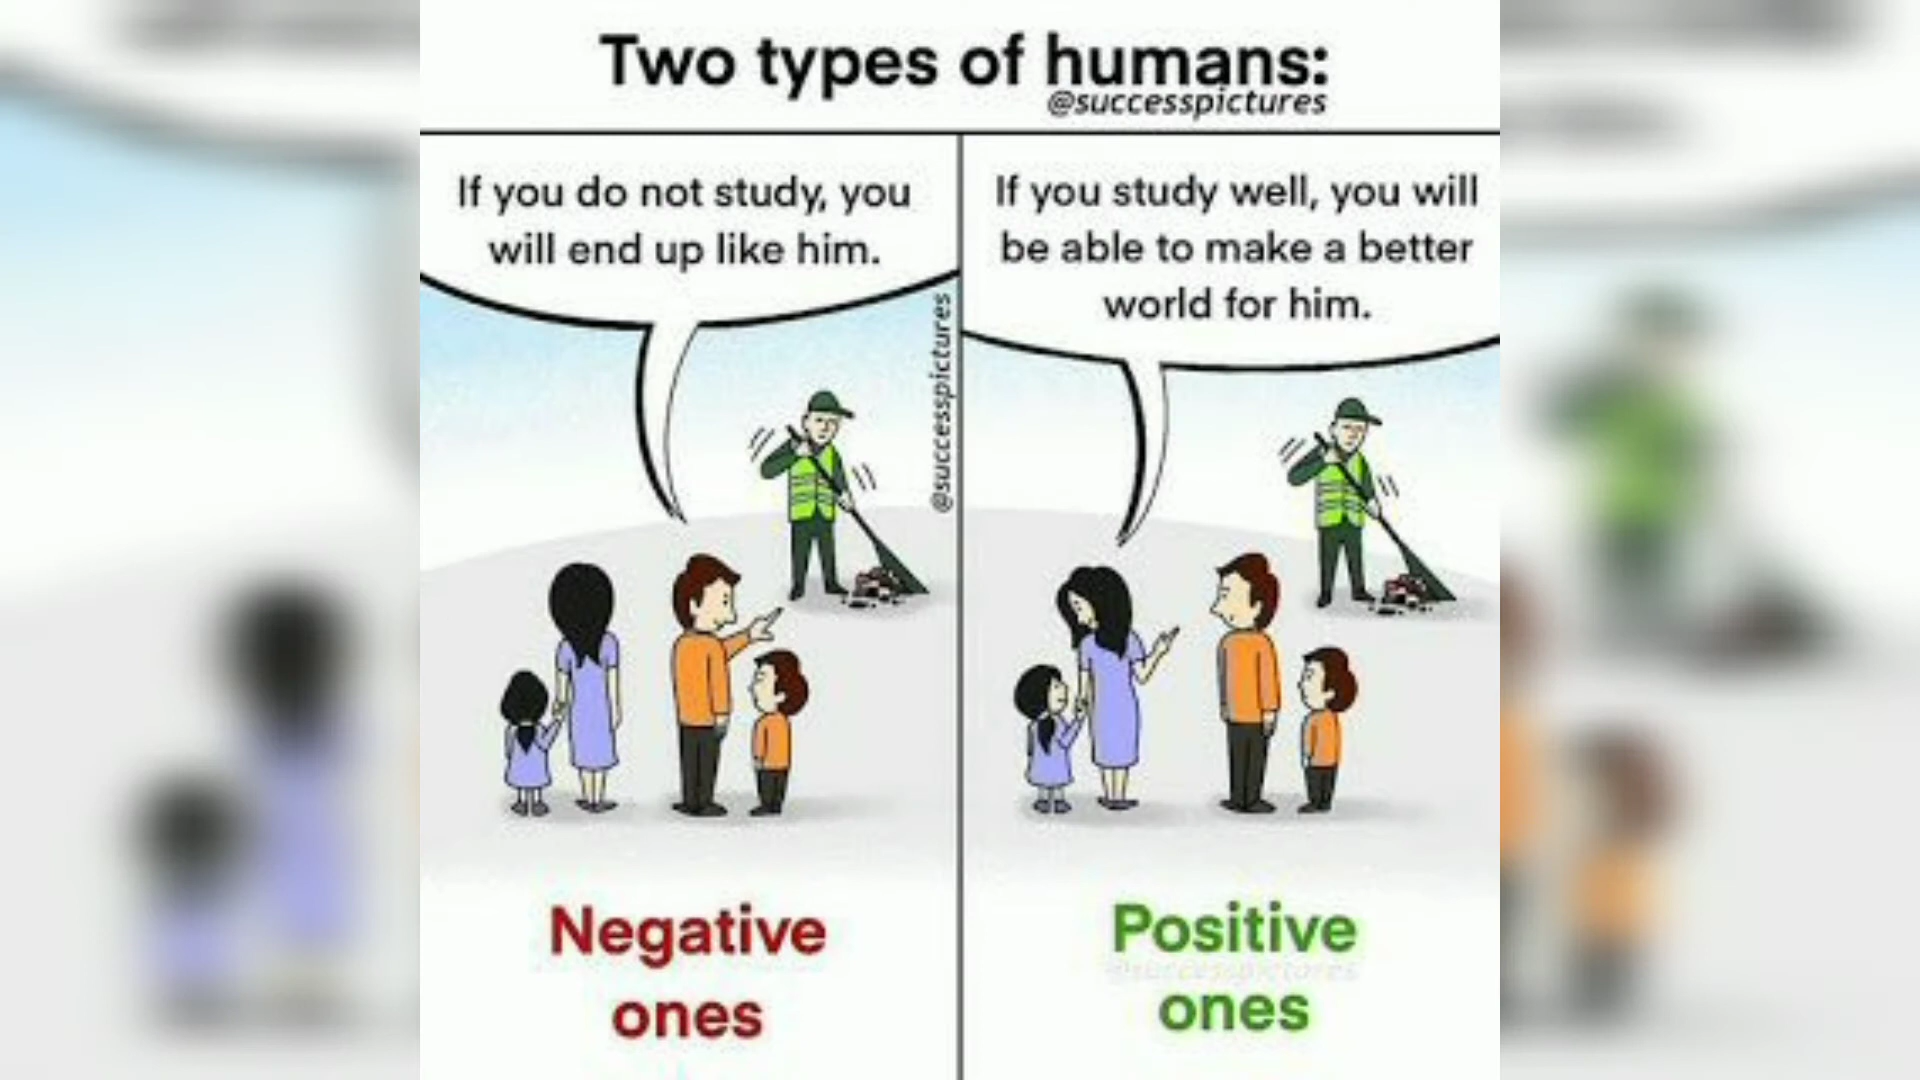 Two types of humans:
@successpictures
If you do not study, you
will end up like him.
@successpictures
If you study well, you will
be able to make a better
world for him.
Negative
ones
Positive
@successpictures
ones